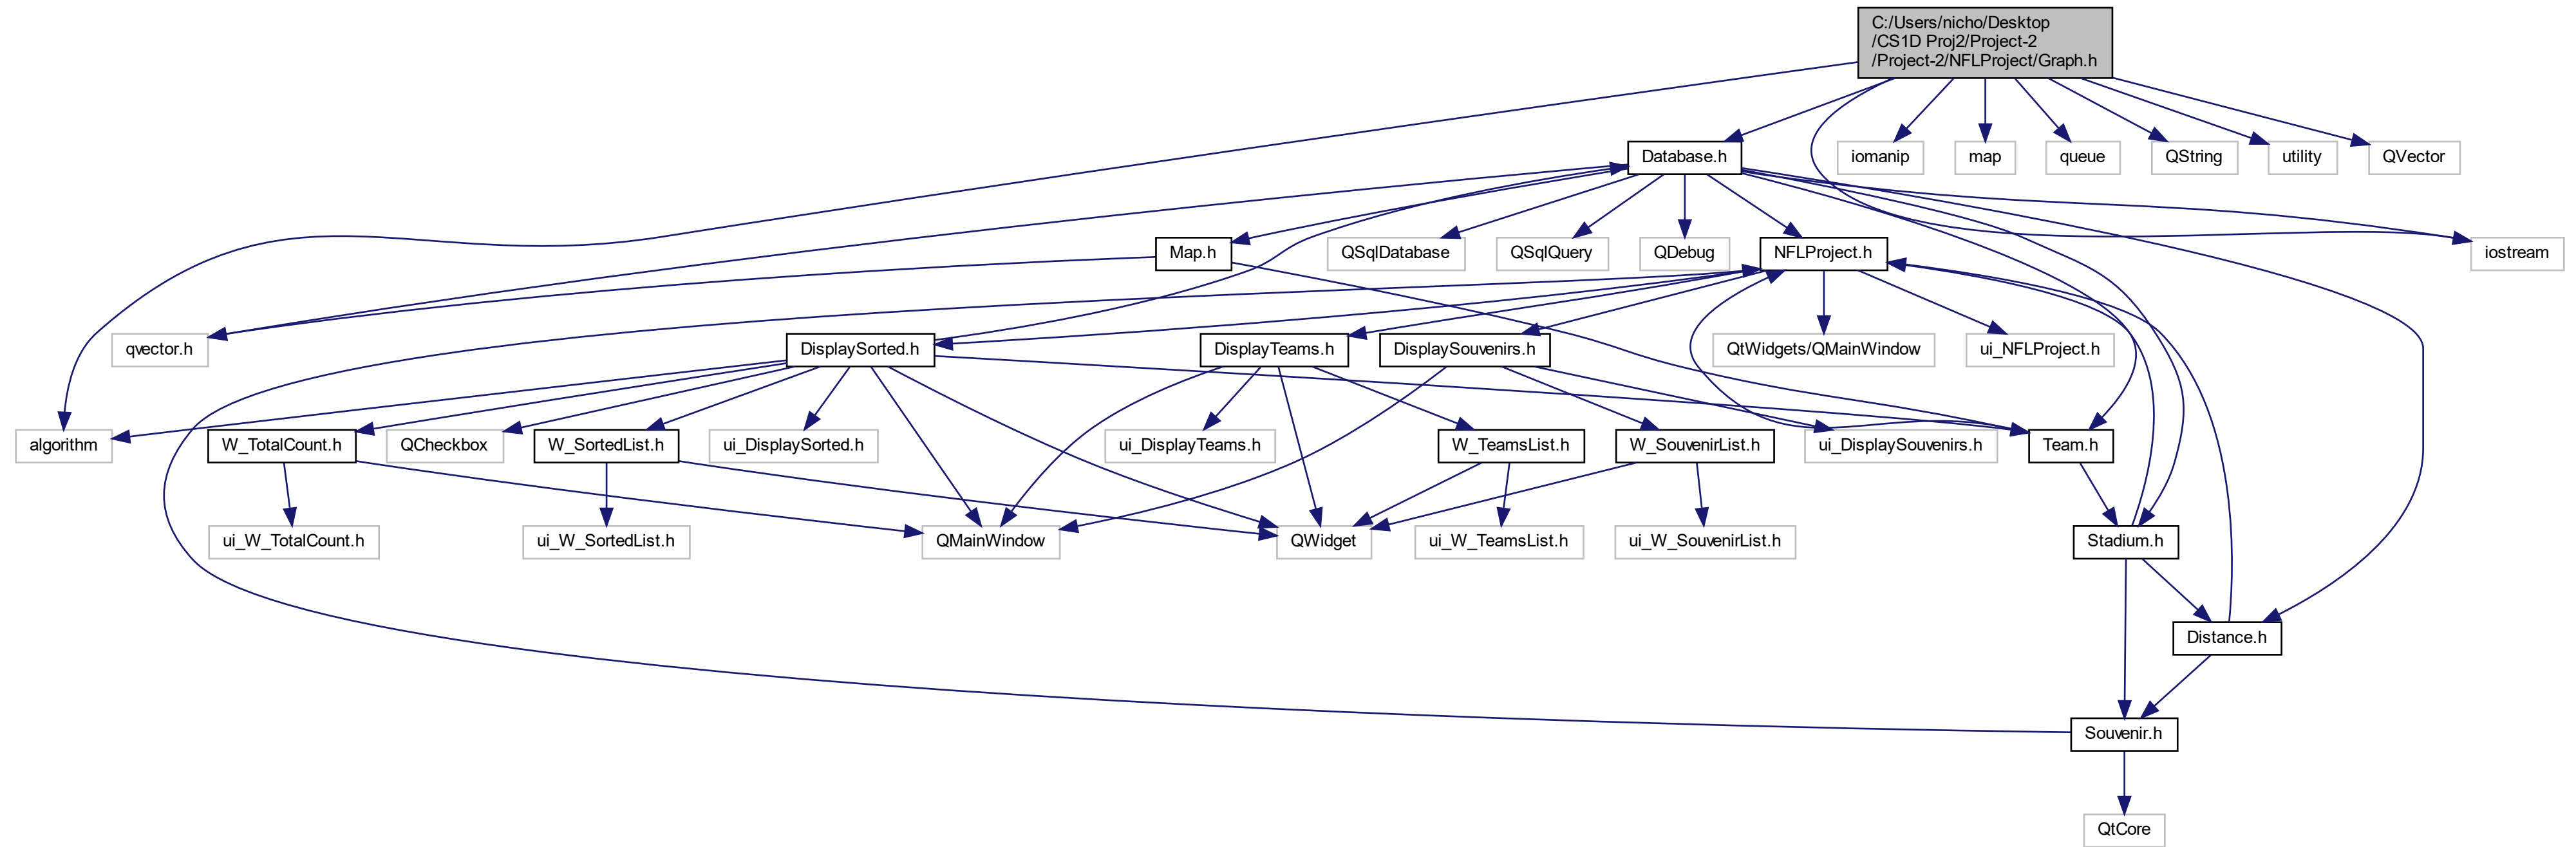 C:/Users/nicho/Desktop
/CS1D Proj2/Project-2
/Project-2/NFLProject/Graph.h
Database.h
iomanip
map
queue
QString
utility
QVector
Map.h
QSqlDatabase
QSqlQuery
QDebug
NFLProject.h
iostream
qvector.h
DisplaySorted.h
DisplayTeams.h
DisplaySouvenirs.h
QtWidgets/QMainWindow
ui_NFLProject.h
algorithm
W_TotalCount.h
QCheckbox
W_SortedList.h
ui_DisplaySorted.h
ui_DisplayTeams.h
W_TeamsList.h
W_SouvenirList.h
ui_DisplaySouvenirs.h
Team.h
ui_W_TotalCount.h
ui_W_SortedList.h
QMainWindow
QWidget
ui_W_TeamsList.h
ui_W_SouvenirList.h
Stadium.h
Distance.h
Souvenir.h
QtCore